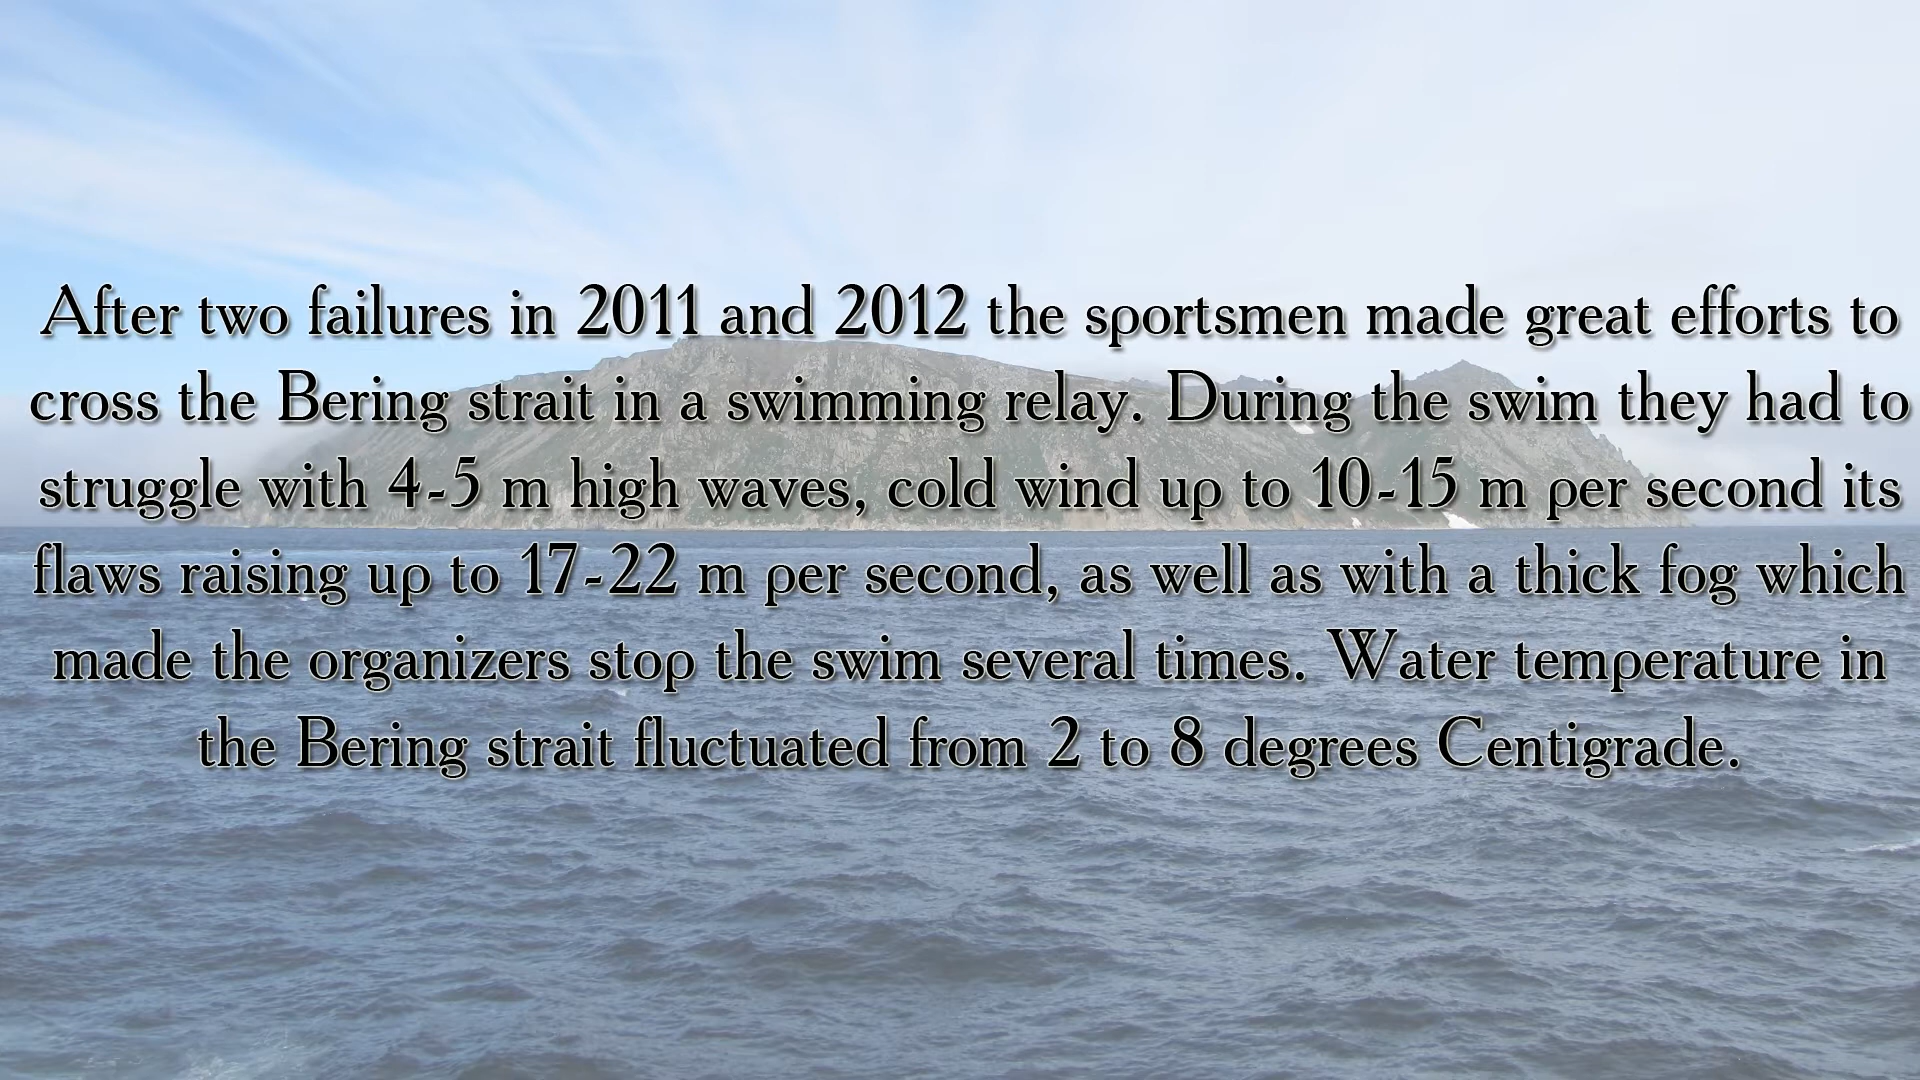 After two failures in 2011 and 2012 the sportsmen made great efforts to
cross the Bering strait in a swimming relay. During the swim they had to
struggle with 4-5 m high waves, cold wind up to 10-15 m per second its
flaws raising up to 17-22 m per second, as well as with a thick fog which
made the organizers stop the swim several times. Water temperature in
the Bering strait fluctuated from 2 to 8 degrees Centigrade.